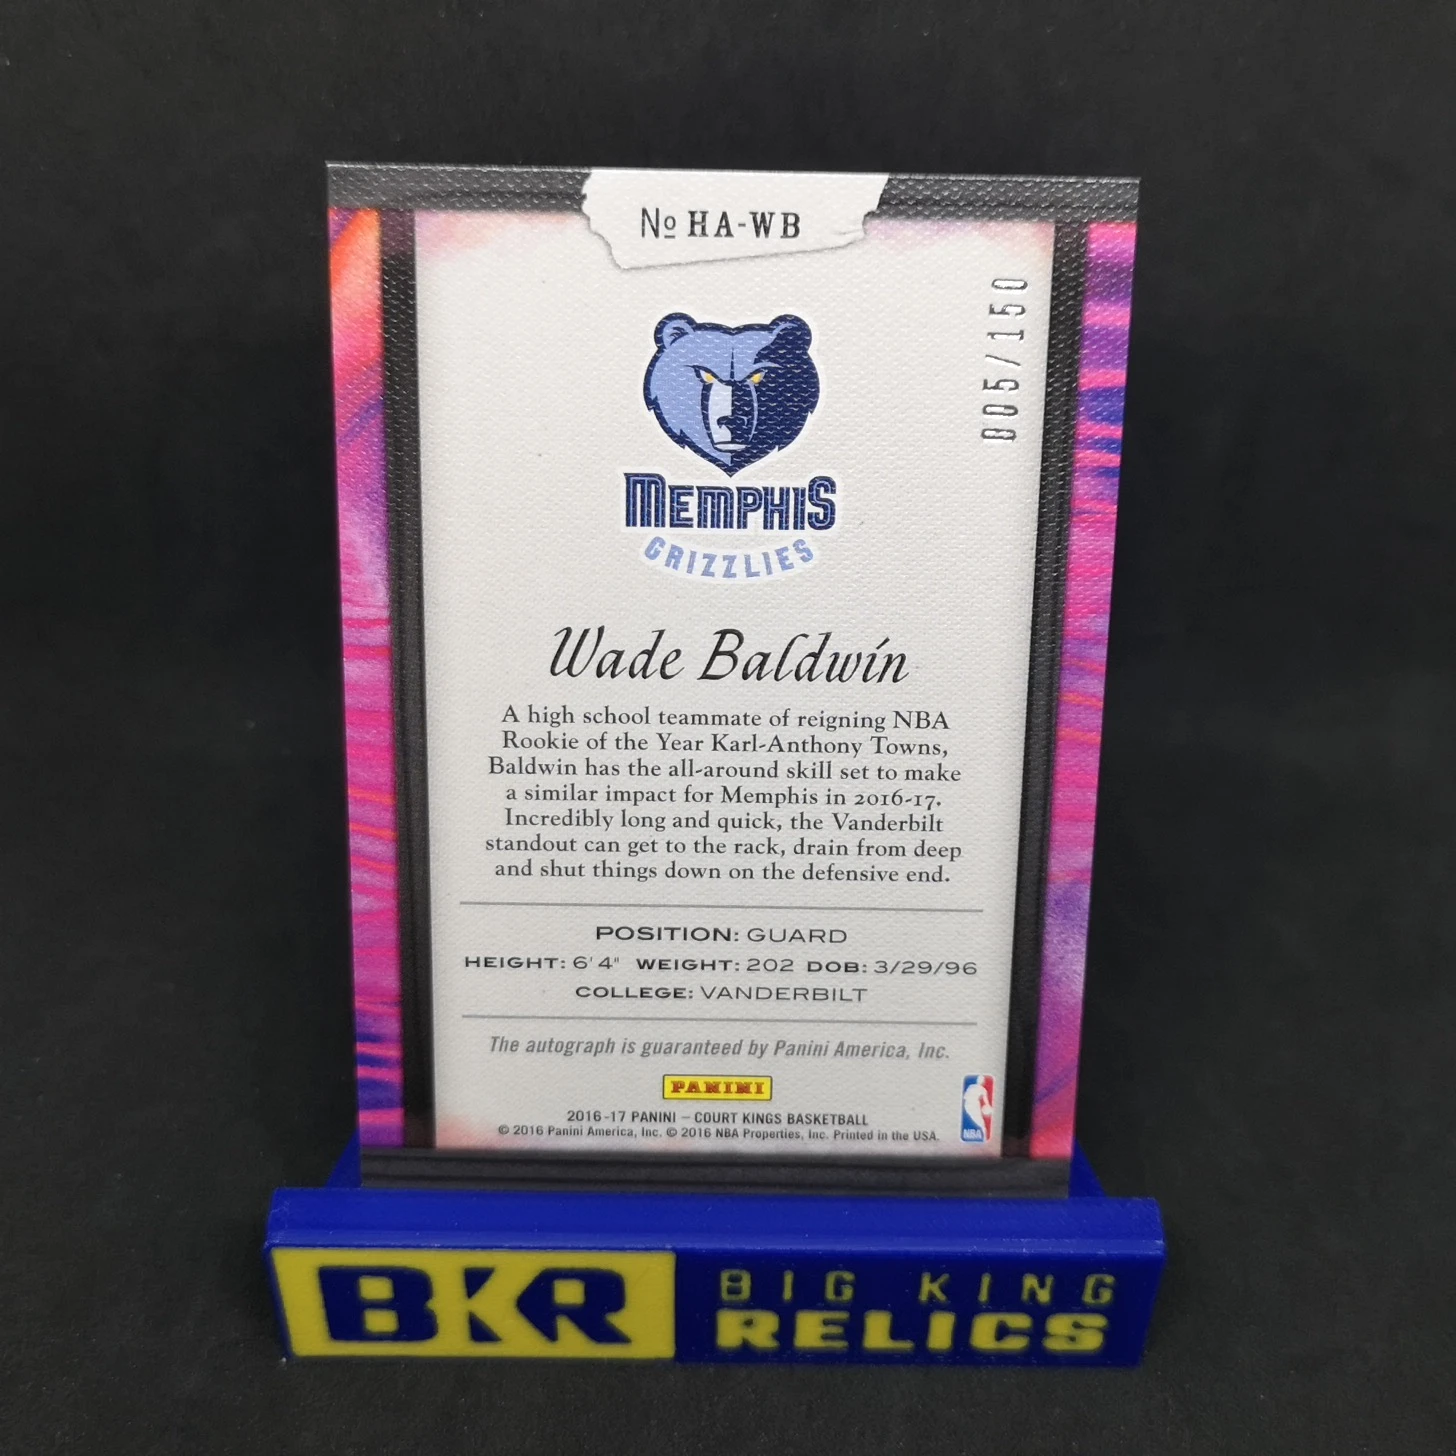 Nº HA-WB
005/150
MEMPHIS
GRIZZLIES
Wade Baldwin
A high school teammate of reigning NBA
Rookie of the Year Karl-Anthony Towns,
Baldwin has the all-around skill set to make
a similar impact for Memphis in 2016-17.
Incredibly long and quick, the Vanderbilt
standout can get to the rack, drain from deep
and shut things down on the defensive end.
POSITION: GUARD
HEIGHT: 6' 4" WEIGHT: 202 DOB: 3/29/96
COLLEGE: VANDERBILT
The autograph is guaranteed by Panini America, Inc.
PANINI
2016-17 PANINI – COURT KINGS BASKETBALL
© 2016 Panini America, Inc. © 2016 NBA Properties, Inc. Printed in the USA.
NBA
BKR
BIG KING
RELICS